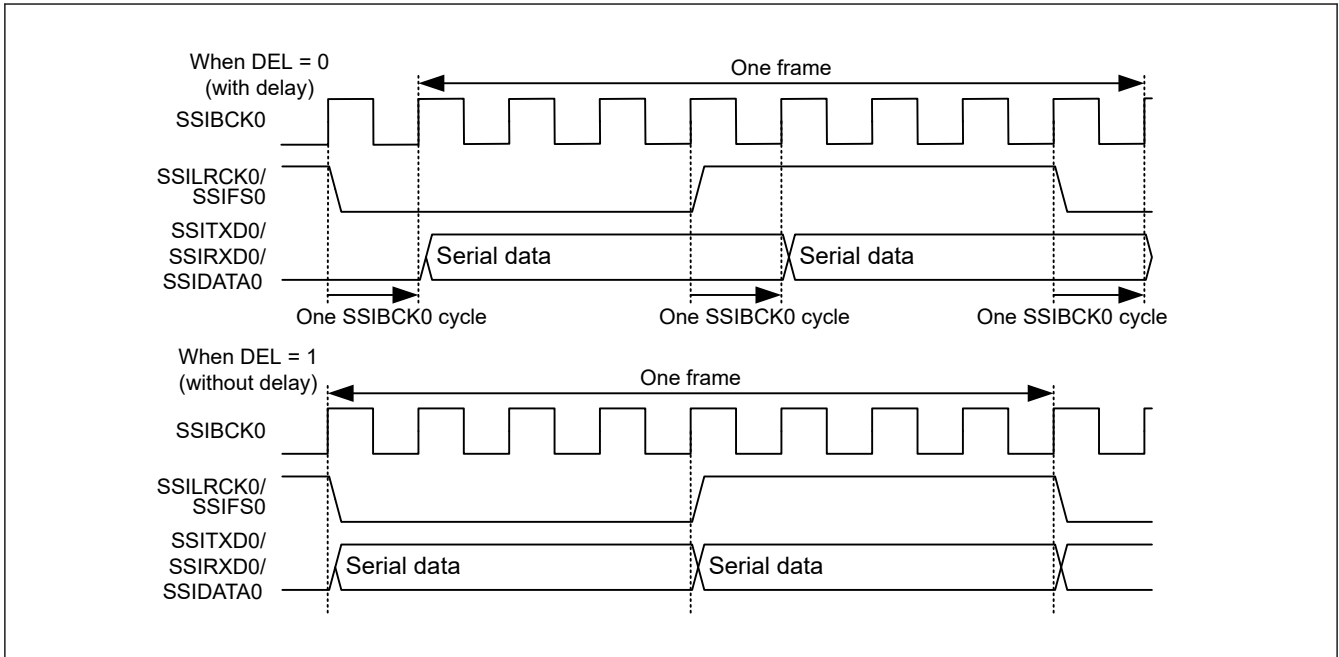 When DEL = 0
(with delay)
One frame
SSIBCK0
SSILRCK0/
SSIFS0
SSITXD0/
SSIRXD0/
SSIDATA0
Serial data
Serial data
One SSIBCK0 cycle
One SSIBCK0 cycle
One SSIBCK0 cycle
When DEL = 1
(without delay)
One frame
SSIBCK0
SSILRCK0/
SSIFS0
SSITXD0/
SSIRXD0/
SSIDATA0
Serial data
Serial data